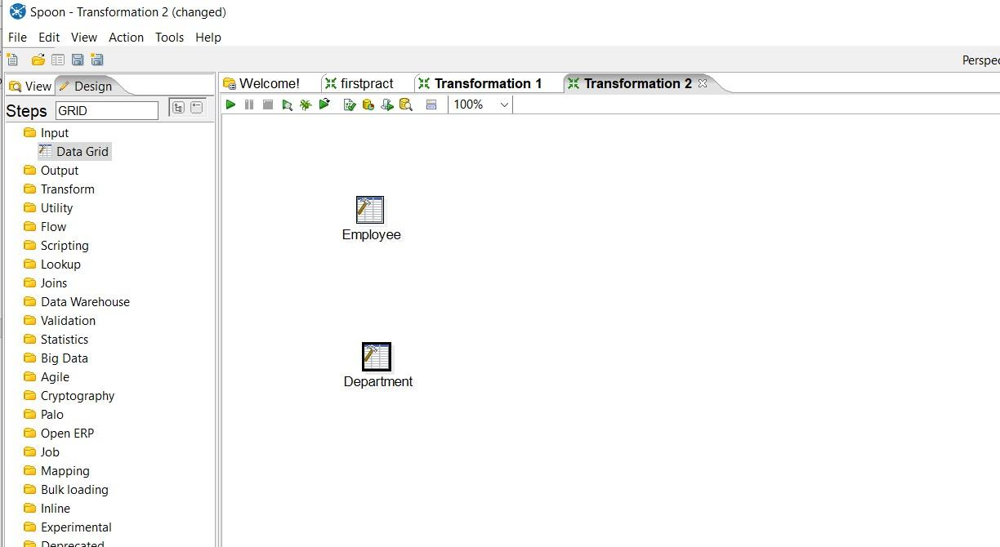 Spoon - Transformation 2 (changed)
File Edit View Action Tools Help
Perspec
View Design
Welcome! firstpract Transformation 1 Transformation 2
Steps GRID
100%
Input
Data Grid
Output
Transform
Utility
Flow
Scripting
Lookup
Joins
Data Warehouse
Validation
Statistics
Big Data
Agile
Cryptography
Palo
Open ERP
Job
Mapping
Bulk loading
Inline
Experimental
Deprecated
Employee
Department